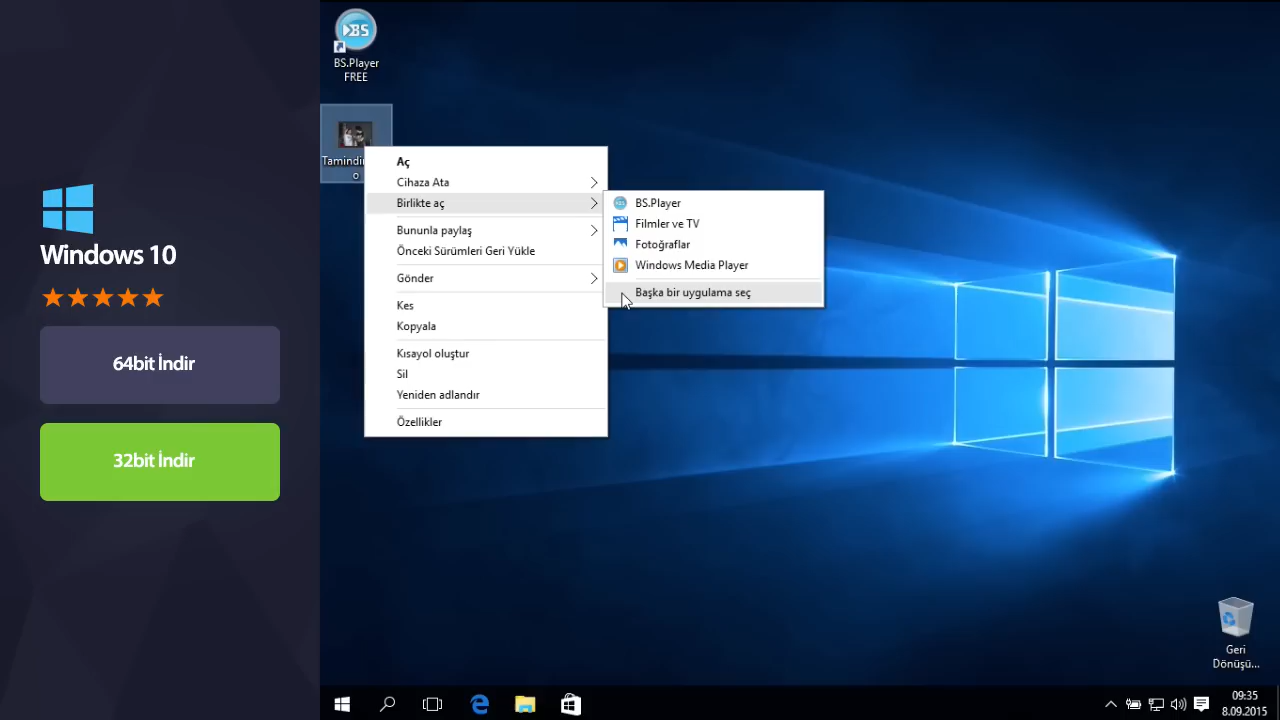 Windows 10
64bit İndir
32bit İndir
BS.Player
FREE
Tamindi
o
Aç
Cihaza Ata
Birlikte aç
Bununla paylaş
Önceki Sürümleri Geri Yükle
Gönder
Kes
Kopyala
Kısayol oluştur
Sil
Yeniden adlandır
Özellikler
BS.Player
Filmler ve TV
Fotoğraflar
Windows Media Player
Başka bir uygulama seç
Geri
Dönüşü...
09:35
8.09.2015